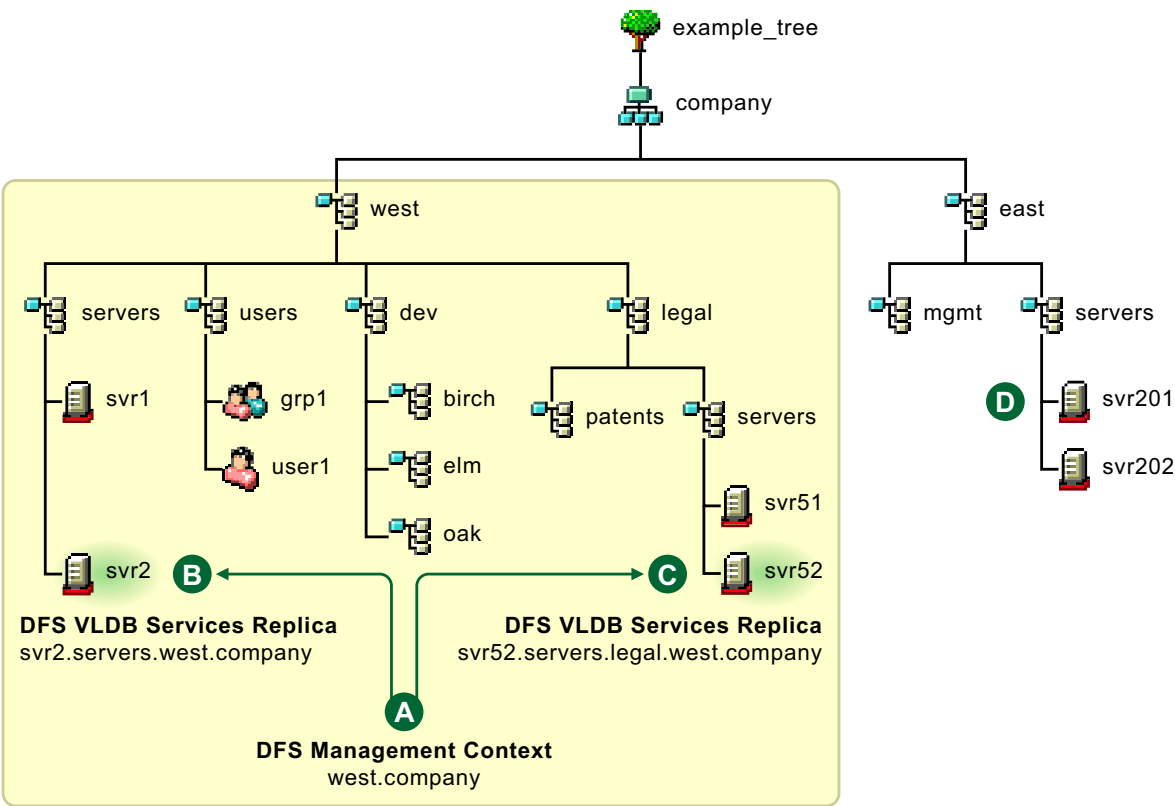 example_tree
company
west
east
servers
users
dev
legal
mgmt
servers
svr1
grp1
birch
patents
servers
D
svr201
user1
elm
svr202
svr51
oak
svr2
B
C
svr52
DFS VLDB Services Replica
svr2.servers.west.company
DFS VLDB Services Replica
svr52.servers.legal.west.company
A
DFS Management Context
west.company